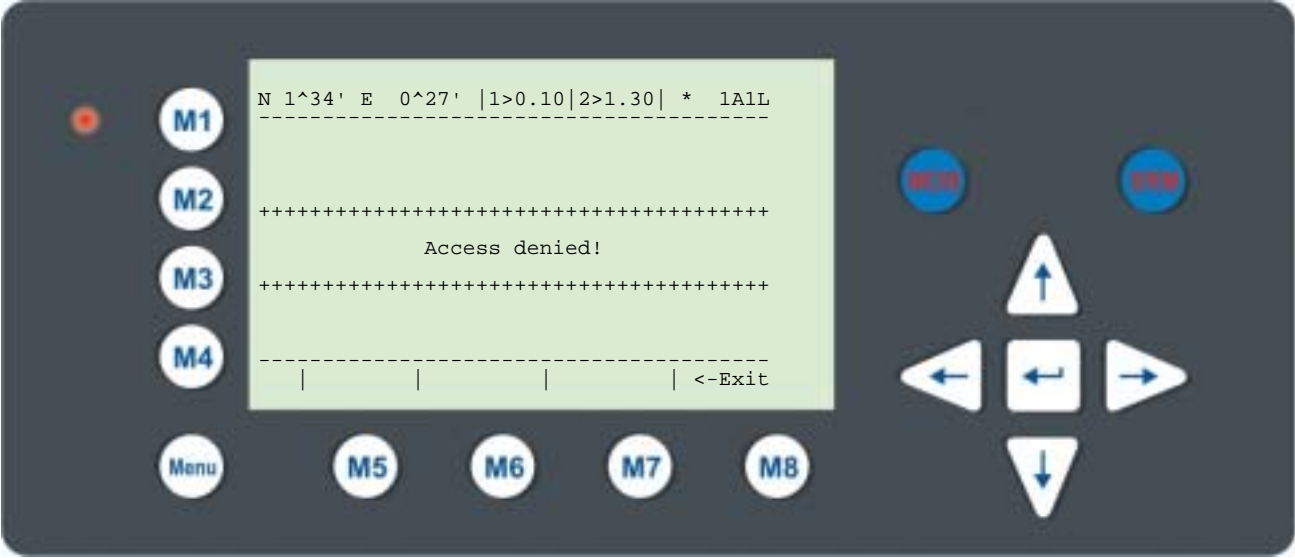 N 1^34' E  0^27' |1>0.10|2>1.30| *  1A1L
----------------------------------------
++++++++++++++++++++++++++++++++++++++++
Access denied!
++++++++++++++++++++++++++++++++++++++++
----------------------------------------
|        |         |         | <-Exit
M1
M2
M3
M4
Menu
M5
M6
M7
M8